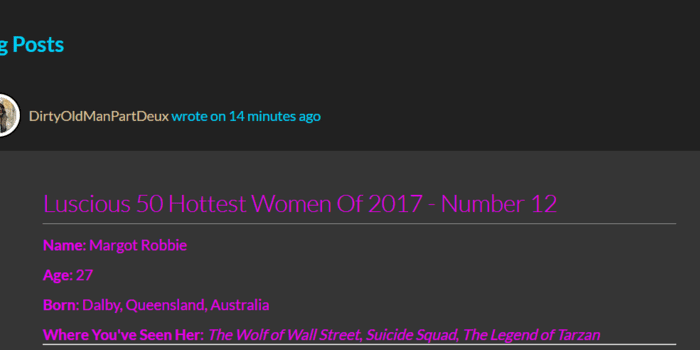 g Posts
DirtyOldManPartDeux wrote on 14 minutes ago
Luscious 50 Hottest Women Of 2017 - Number 12
Name: Margot Robbie
Age: 27
Born: Dalby, Queensland, Australia
Where You've Seen Her: The Wolf of Wall Street, Suicide Squad, The Legend of Tarzan